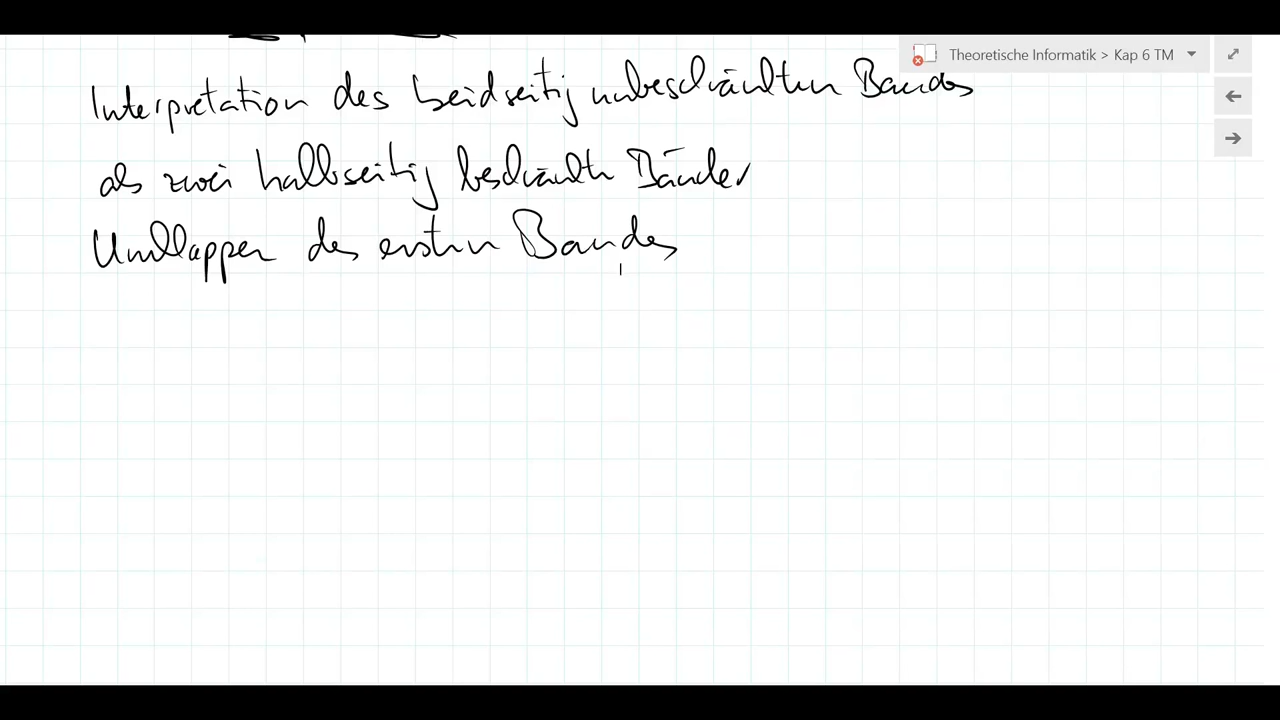 Theoretische Informatik > Kap 6 TM
Interpretation des beidseitig unbeschränkten Bandes
als zwei halbseitig beschränkte Bänder
Umklappen des ersten Bandes